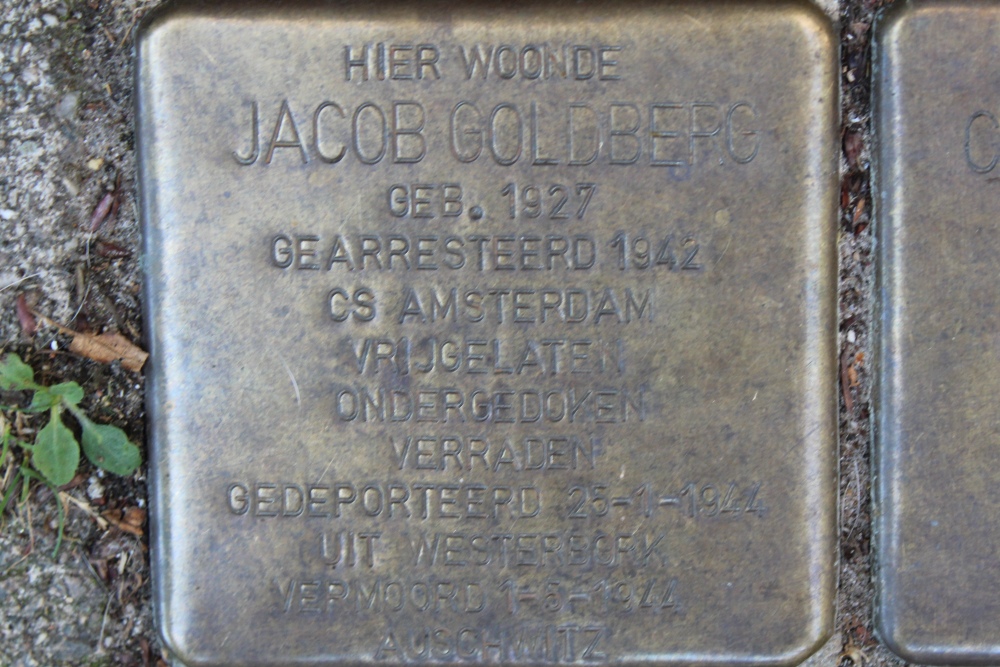 HIER WOONDE
JACOB GOLDBERG
GEB. 1927
GEARRESTEERD 1942
CS AMSTERDAM
VRIJGELATEN
ONDERGEDOKEN
VERRADEN
GEDEPORTEERD 25-1-1944
UIT WESTERBORK
VERMOORD
AUSCHWITZ